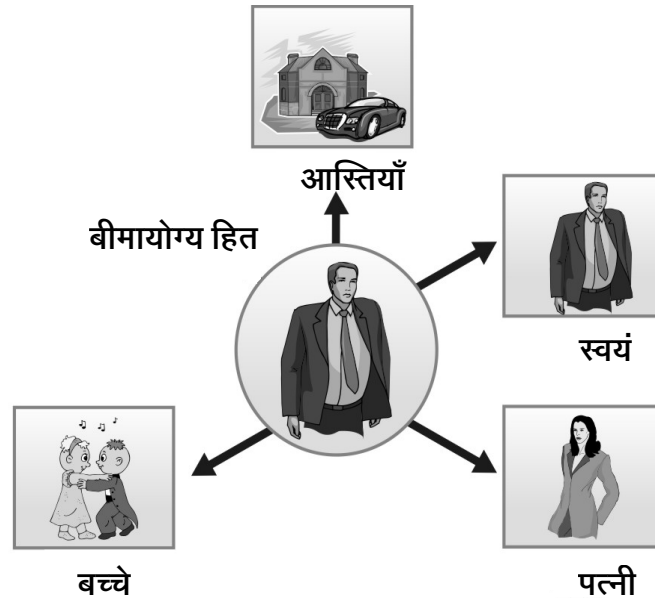 आस्तियाँ
बीमायोग्य हित
स्वयं
बच्चे
पत्नी